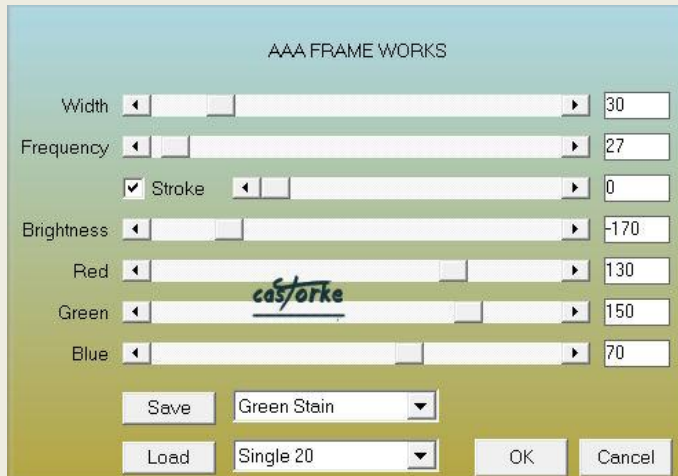 AAA FRAME WORKS
Width 30
Frequency 27
Stroke 0
Brightness -170
Red 130
castorke
Green 150
Blue 70
Save Green Stain
Load Single 20 OK Cancel